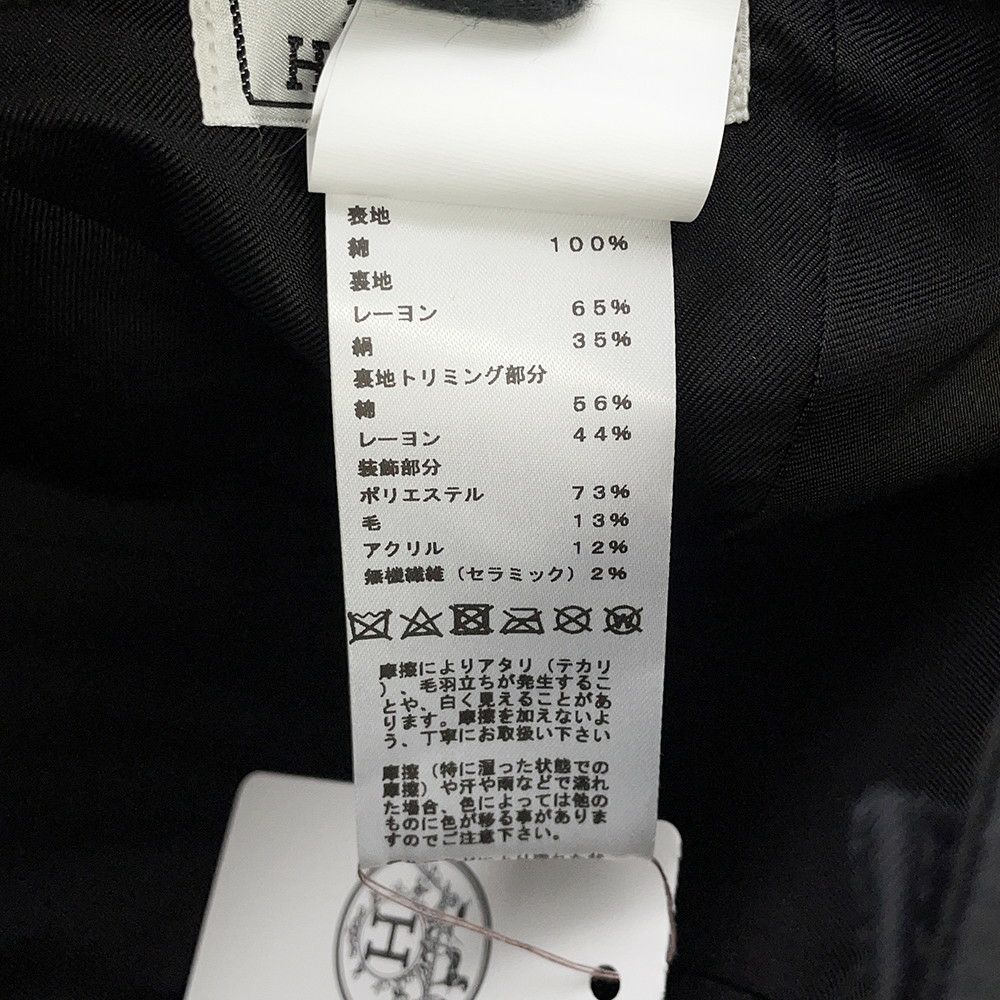 H
表地
綿 100%
裏地
レーヨン 65%
絹 35%
裏地トリミング部分
綿 56%
レーヨン 44%
装飾部分
ポリエステル 73%
毛 13%
アクリル 12%
無機繊維(セラミック) 2%
W
摩擦によりアタリ(テカリ
)、毛羽立ちが発生するこ
とや、白く見えることがあ
ります。摩擦を加えないよ
う、丁寧にお取扱い下さい
摩擦(特に湿った状態での
摩擦)や汗や雨などで濡れ
た場合、色によっては他の
ものに色が移る事がありま
すのでご注意下さい。
H